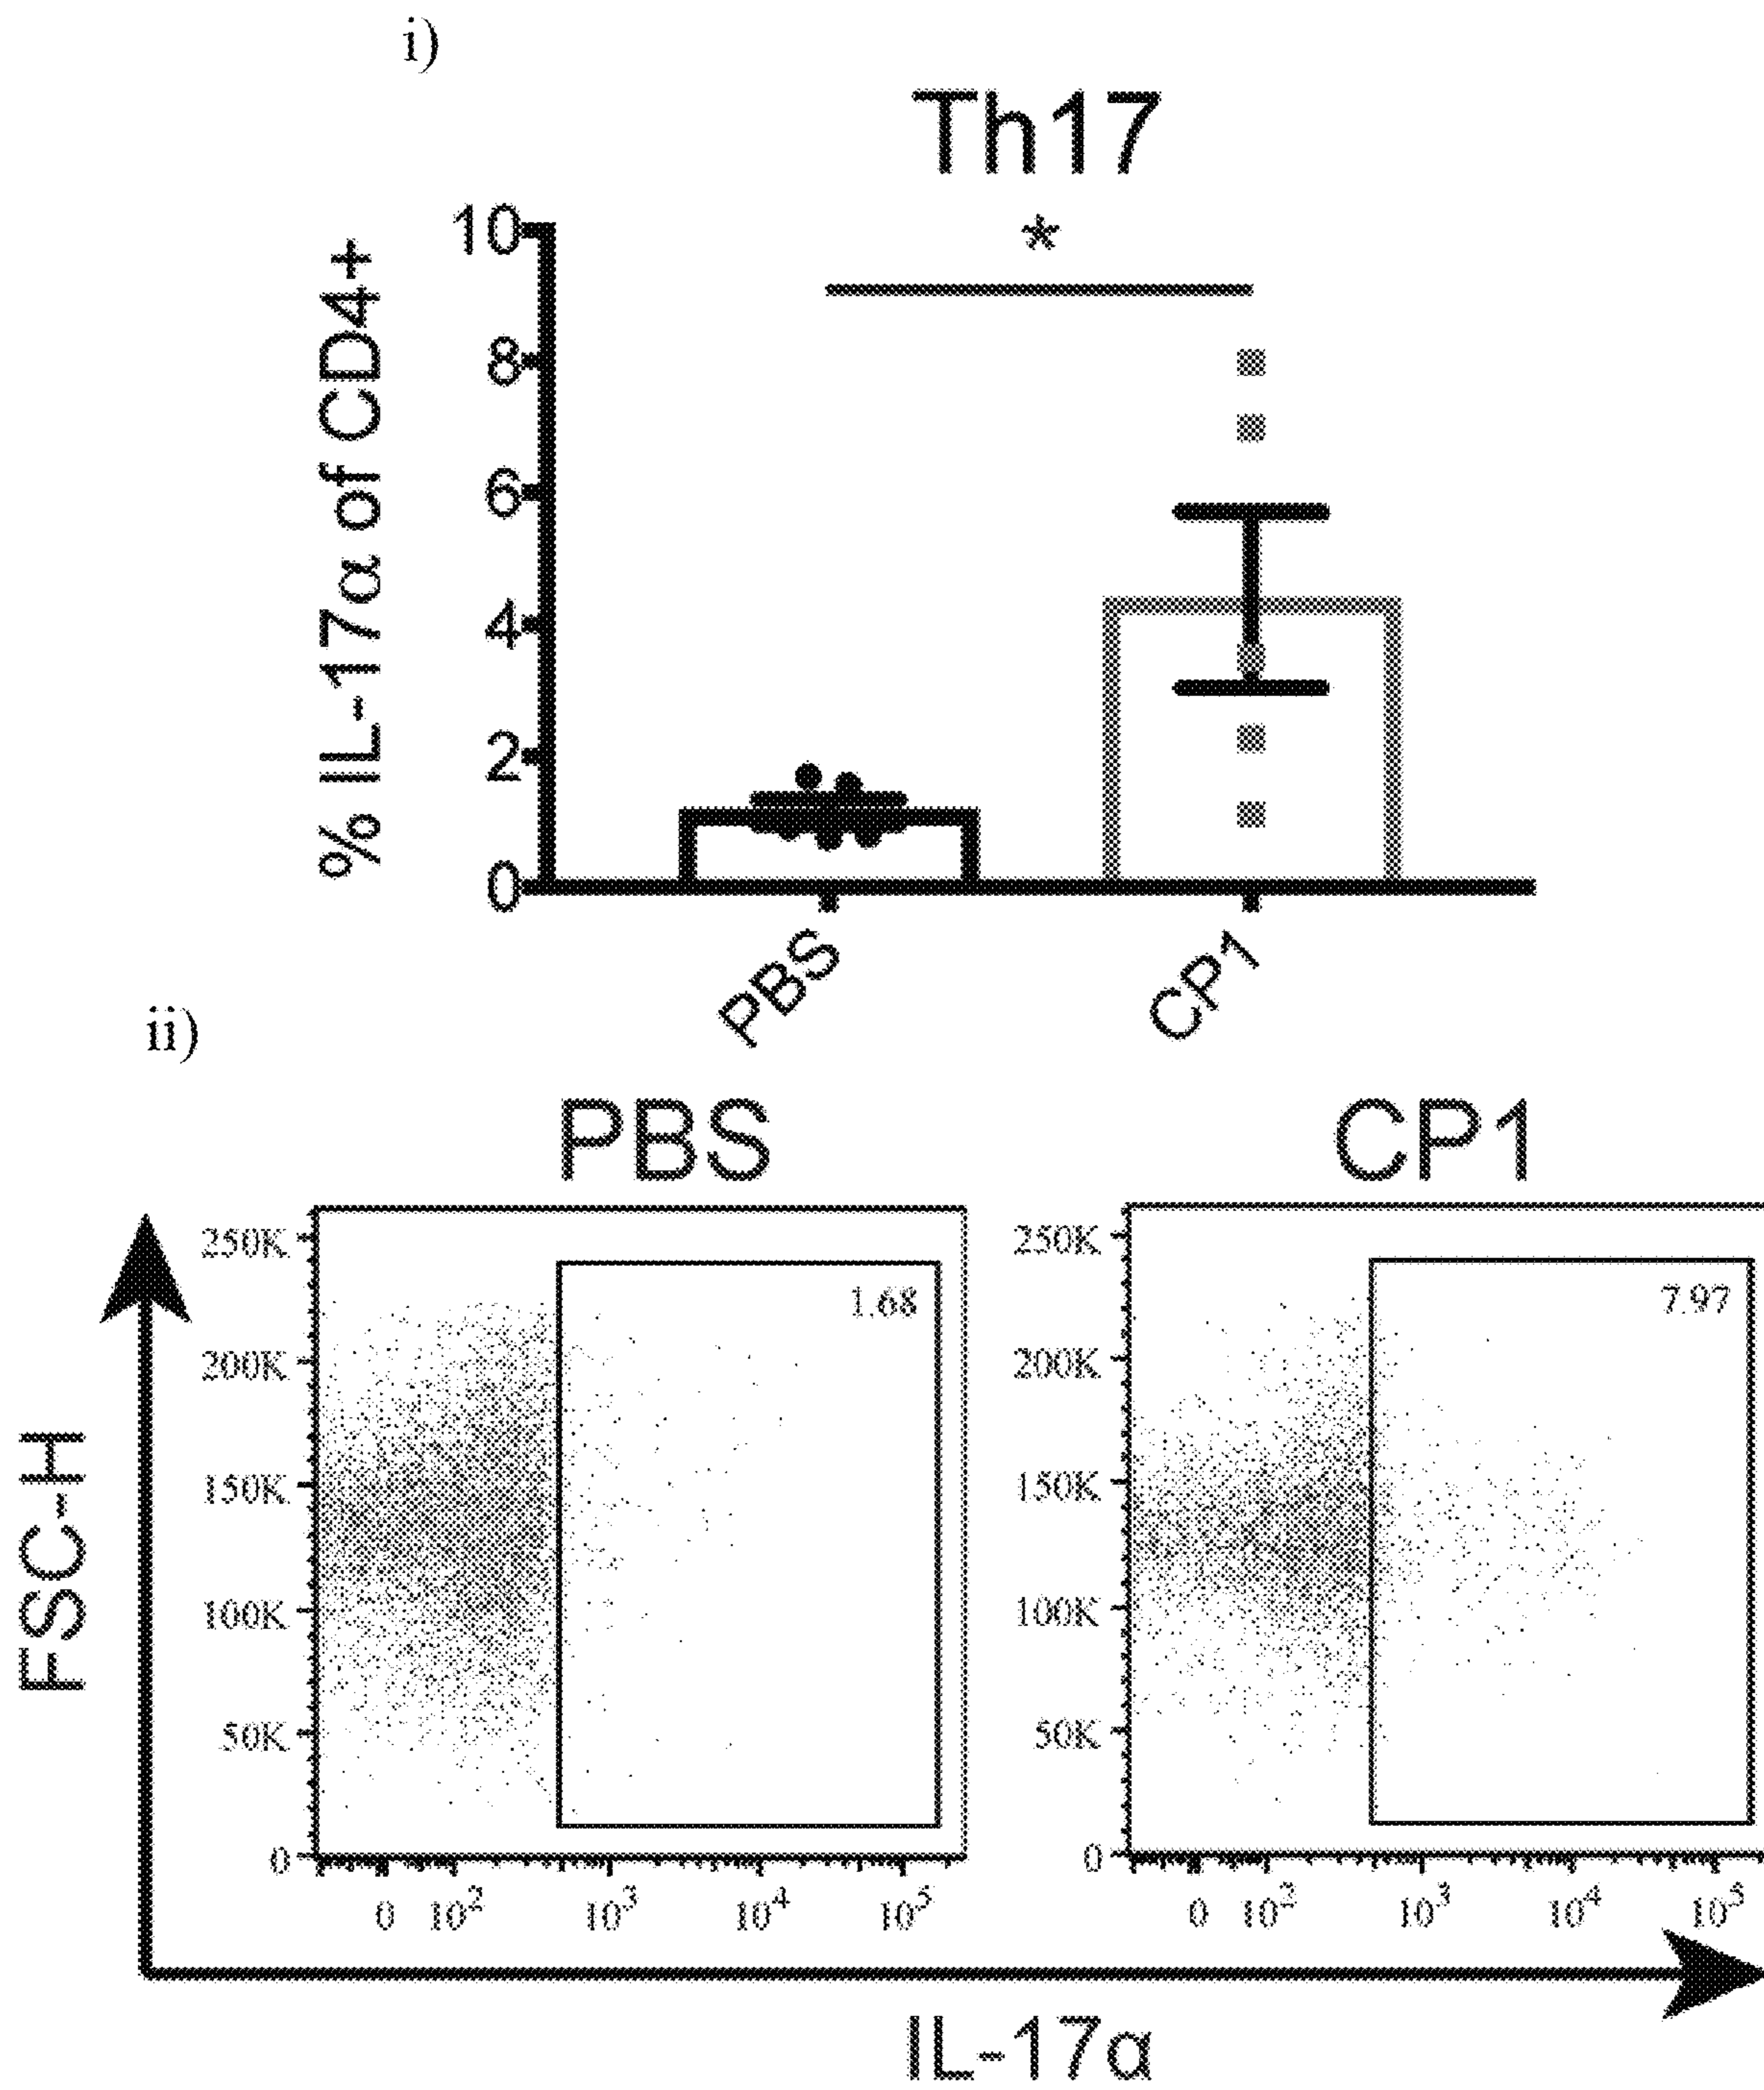 i)
Th17
*
% IL-17α of CD4+
10
8
6
4
2
0
PBS
CP1
ii)
PBS
CP1
FSC-H
250K
200K
150K
100K
50K
0
1.68
0 10² 10³ 10⁴ 10⁵
250K
200K
150K
100K
50K
0
7.97
0 10² 10³ 10⁴ 10⁵
IL-17α